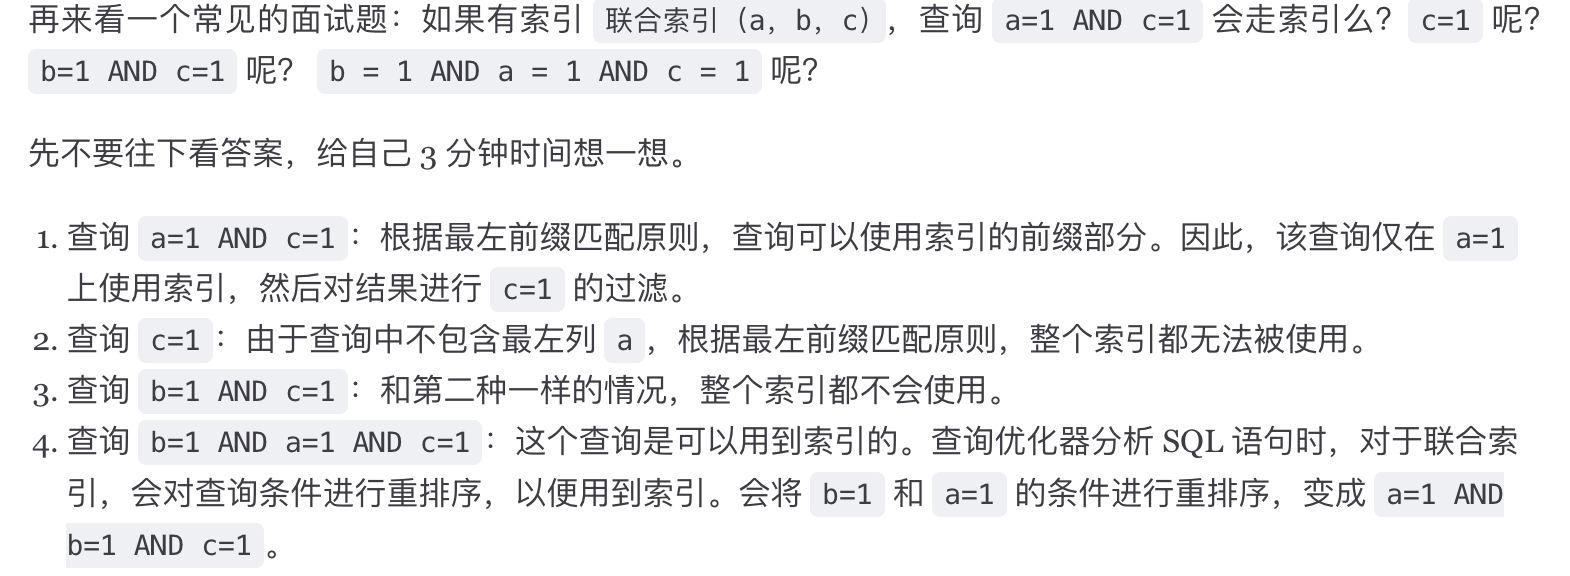 再来看一个常见的面试题：如果有索引 联合索引（a, b, c），查询 a=1 AND c=1 会走索引么？c=1 呢？
b=1 AND c=1 呢？ b = 1 AND a = 1 AND c = 1 呢？
先不要往下看答案，给自己 3 分钟时间想一想。
1. 查询 a=1 AND c=1：根据最左前缀匹配原则，查询可以使用索引的前缀部分。因此，该查询仅在 a=1
上使用索引，然后对结果进行 c=1 的过滤。
2. 查询 c=1：由于查询中不包含最左列 a，根据最左前缀匹配原则，整个索引都无法被使用。
3. 查询 b=1 AND c=1：和第二种一样的情况，整个索引都不会使用。
4. 查询 b=1 AND a=1 AND c=1：这个查询是可以用到索引的。查询优化器分析 SQL 语句时，对于联合索
引，会对查询条件进行重排序，以便用到索引。会将 b=1 和 a=1 的条件进行重排序，变成 a=1 AND
b=1 AND c=1。